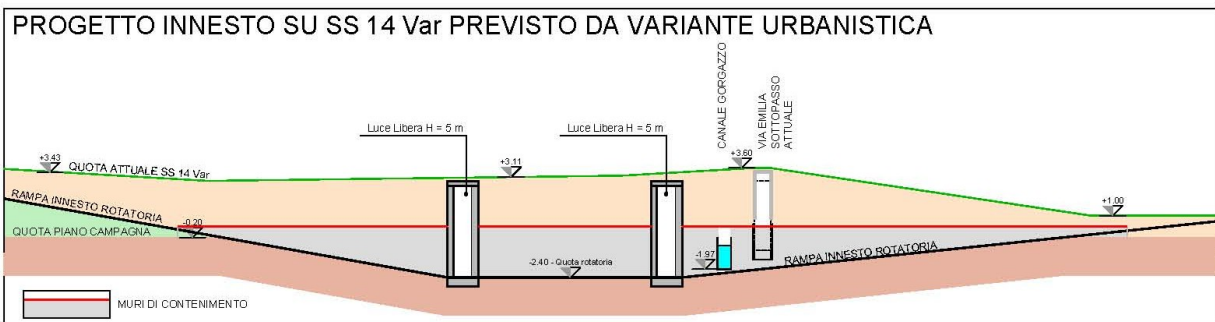 PROGETTO INNESTO SU SS 14 Var PREVISTO DA VARIANTE URBANISTICA
CANALE GORGAZZO
VIA EMILIA
SOTTOPASSO
ATTUALE
Luce Libera H = 5 m
Luce Libera H = 5 m
+3.43
QUOTA ATTUALE SS 14 Var
+3.11
+3.60
RAMPA INNESTO ROTATORIA
-0.20
+1.00
QUOTA PIANO CAMPAGNA
-2.40 - Quota rotatoria
-1.97
RAMPA INNESTO ROTATORIA
MURI DI CONTENIMENTO